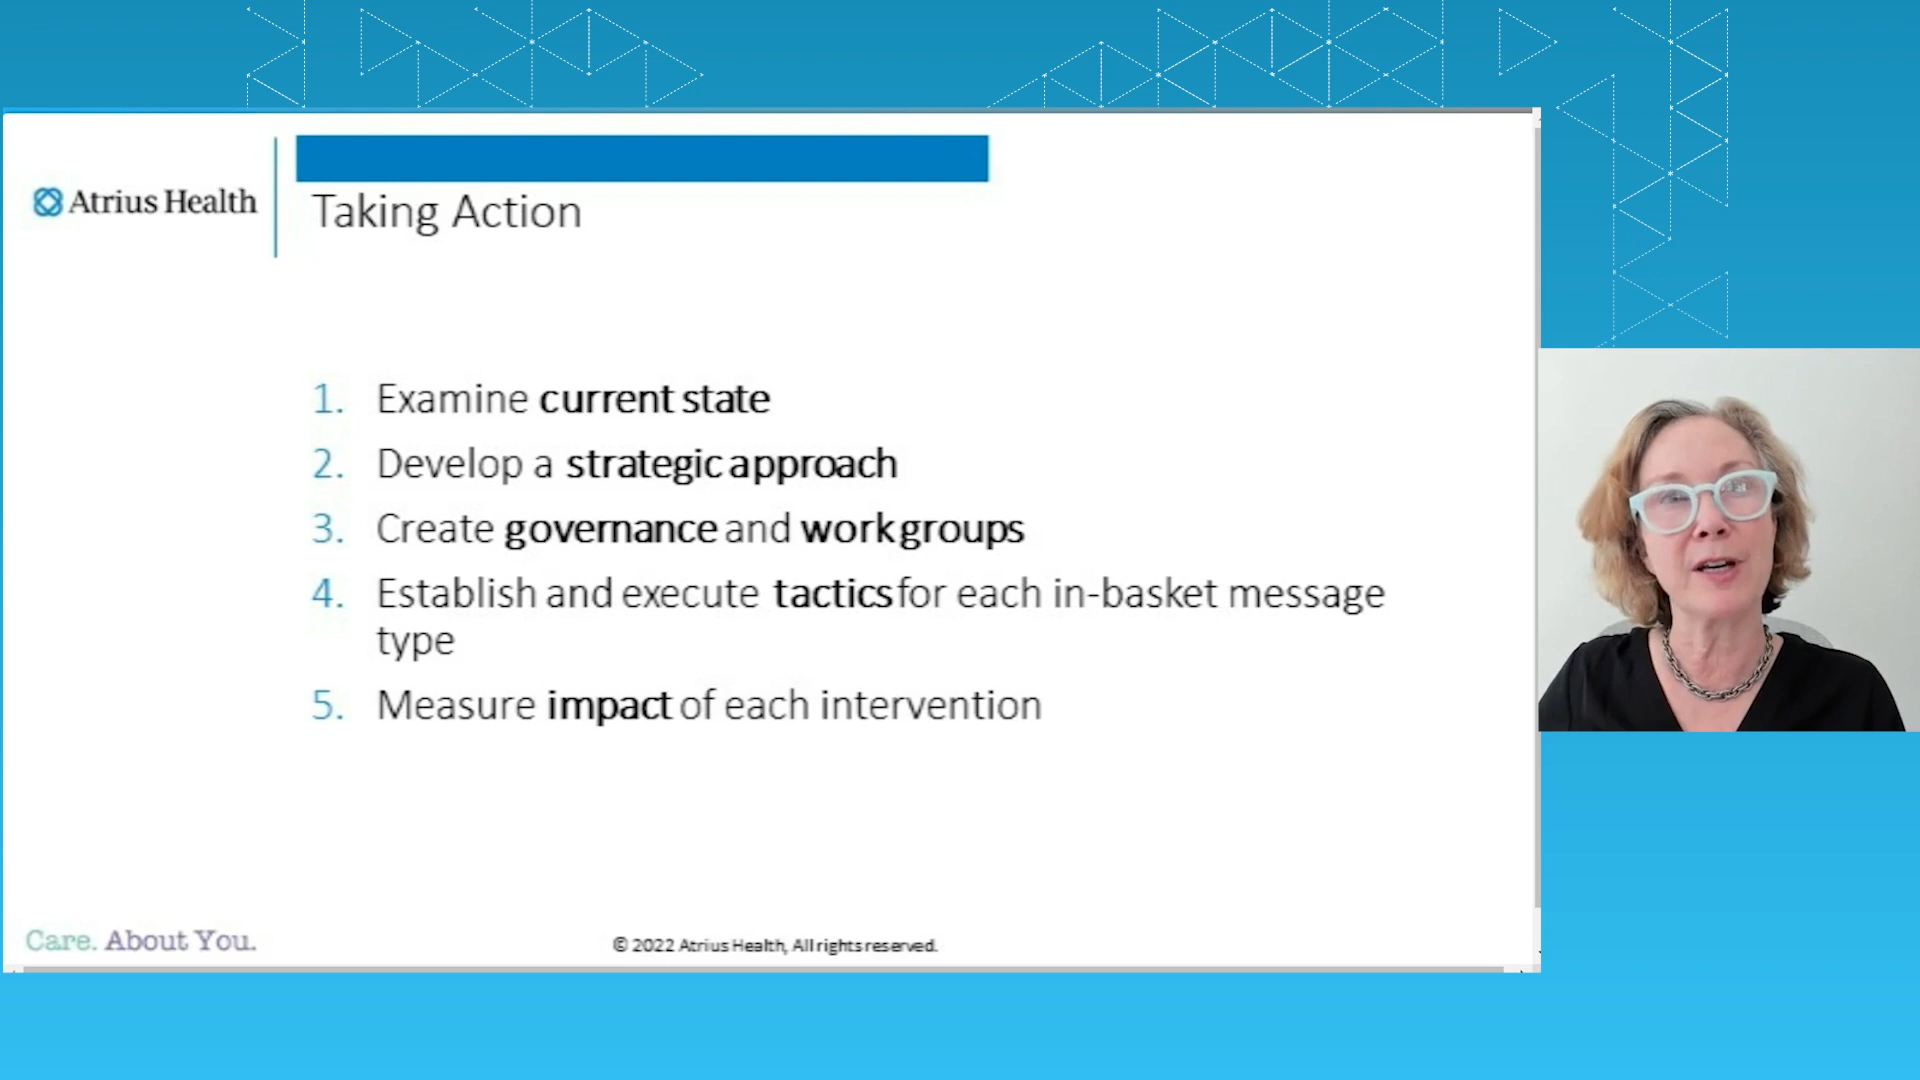 Atrius Health
Taking Action
1. Examine current state
2. Develop a strategic approach
3. Create governance and workgroups
4. Establish and execute tactics for each in-basket message
type
5. Measure impact of each intervention
Care. About You.
© 2022 Atrius Health, All rights reserved.